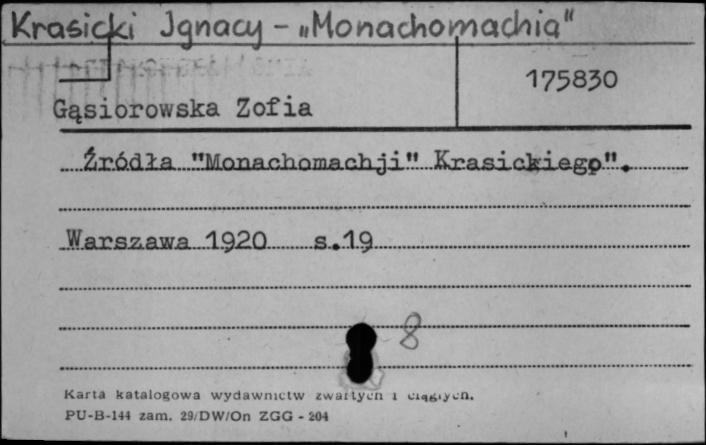 Krasicki Jgnacy - „Monachomachia"
175830
Gąsiorowska Zofia
Źródła "Monachomachji" Krasickiego".
Warszawa 1920 s.19
8
Karta katalogowa wydawnictw zwartych i ciągłych.
PU-B-144 zam. 29/DW/On ZGG - 204